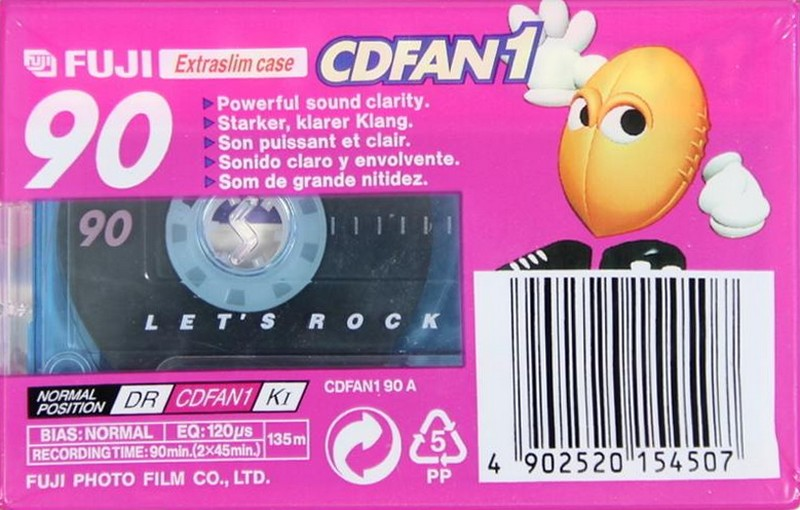 FUJI FUJI Extraslim case CDFAN1
90
Powerful sound clarity.
Starker, klarer Klang.
Son puissant et clair.
Sonido claro y envolvente.
Som de grande nitidez.
90
LET'S ROCK
NORMAL POSITION DR CDFAN1 KI
CDFAN1 90 A
BIAS: NORMAL EQ: 120µs 135m
RECORDING TIME: 90min. (2×45min.)
5
PP
FUJI PHOTO FILM CO., LTD.
4 902520 154507